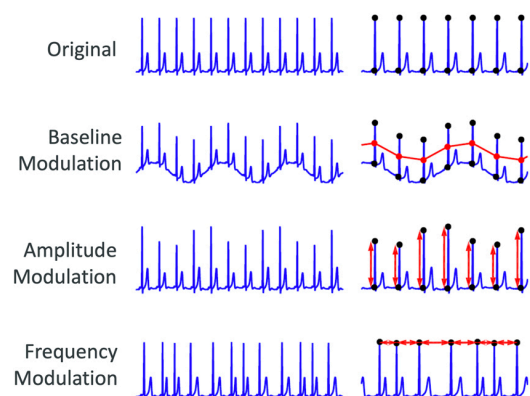 Original
Baseline
Modulation
Amplitude
Modulation
Frequency
Modulation